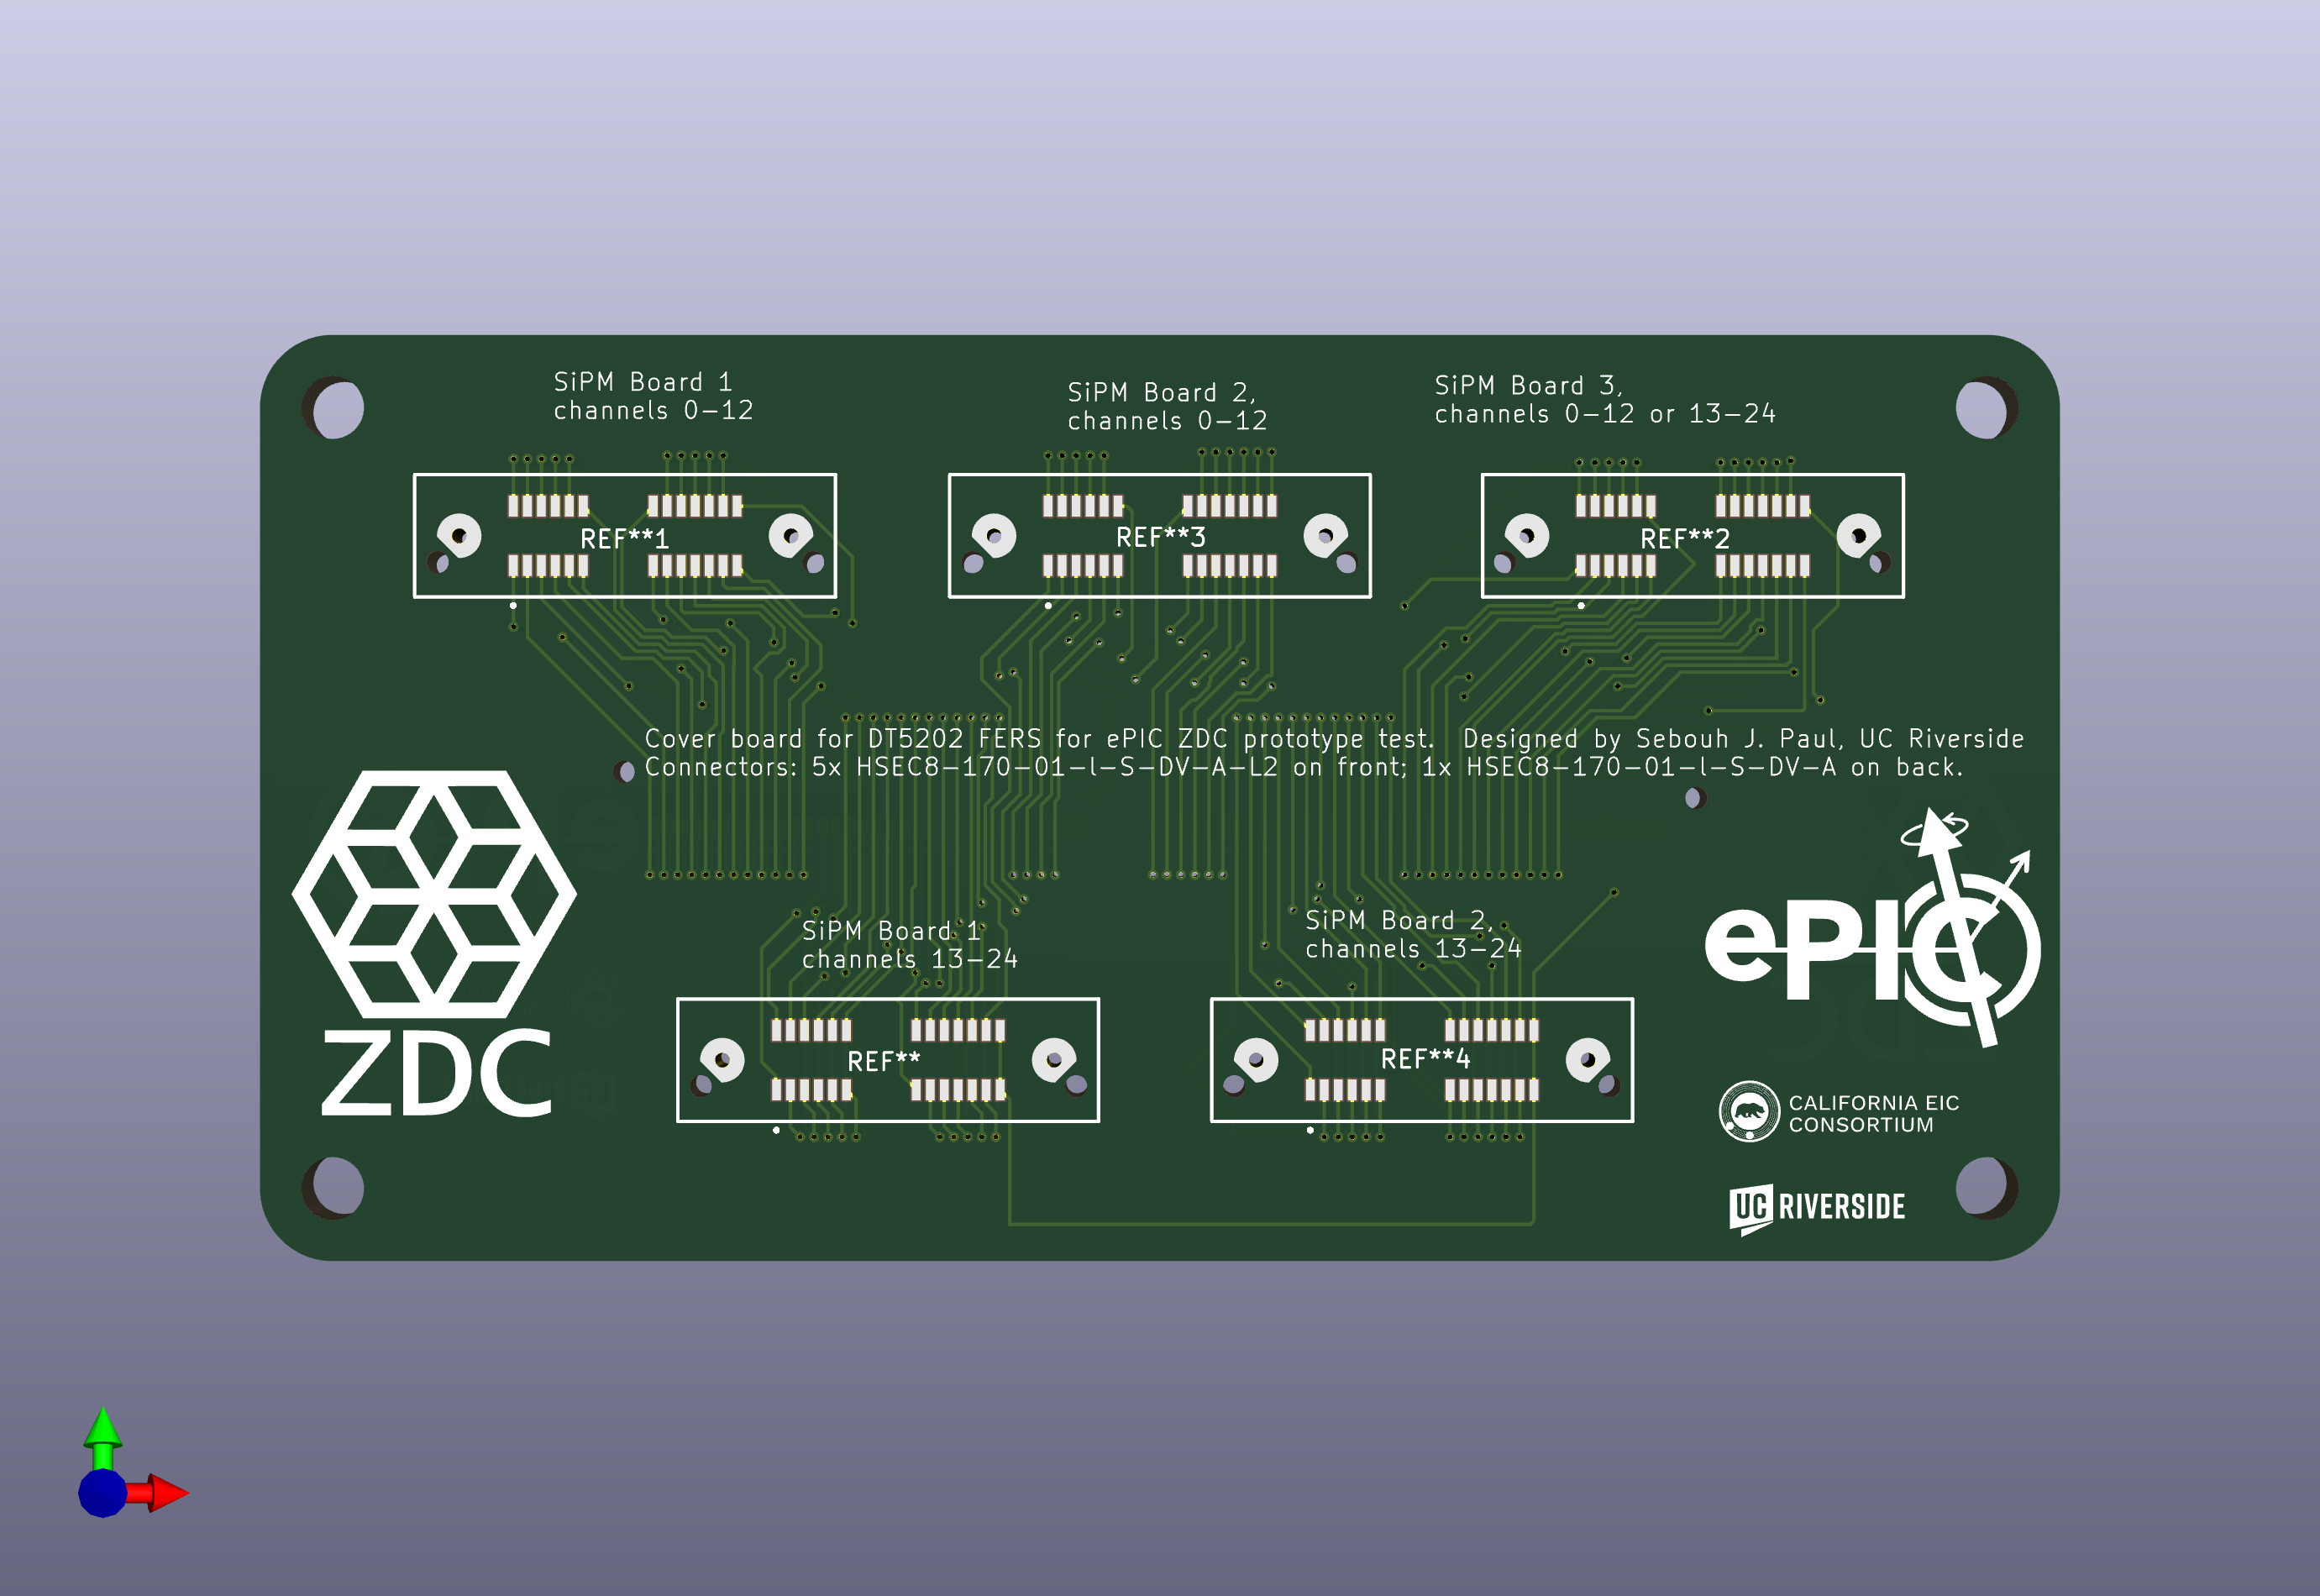 SiPM Board 1
channels 0-12
SiPM Board 2,
channels 0-12
SiPM Board 3,
channels 0-12 or 13-24
REF**1
REF**3
REF**2
Cover board for DT5202 FERS for ePIC ZDC prototype test. Designed by Sebouh J. Paul, UC Riverside
Connectors: 5x HSEC8-170-01-l-S-DV-A-L2 on front; 1x HSEC8-170-01-l-S-DV-A on back.
SiPM Board 1
channels 13-24
SiPM Board 2,
channels 13-24
ePIC
ZDC
REF**
REF**4
CALIFORNIA EIC
CONSORTIUM
UC RIVERSIDE